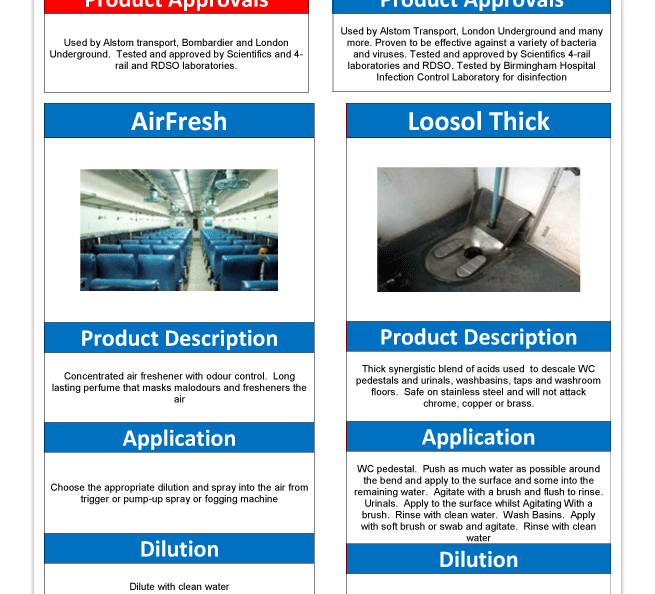 Product Approvals
Used by Alstom transport, Bombardier and London
Underground.  Tested and approved by Scientifics and 4-
rail and RDSO laboratories.
Product Approvals
Used by Alstom Transport, London Underground and many
more. Proven to be effective against a variety of bacteria
and viruses. Tested and approved by Scientifics 4-rail
laboratories and RDSO. Tested by Birmingham Hospital
Infection Control Laboratory for disinfection
AirFresh
Product Description
Concentrated air freshener with odour control.  Long
lasting perfume that masks malodours and fresheners the
air
Application
Choose the appropriate dilution and spray into the air from
trigger or pump-up spray or fogging machine
Dilution
Dilute with clean water
Loosol Thick
Product Description
Thick synergistic blend of acids used  to descale WC
pedestals and urinals, washbasins, taps and washroom
floors.  Safe on stainless steel and will not attack
chrome, copper or brass.
Application
WC pedestal.  Push as much water as possible around
the bend and apply to the surface and some into the
remaining water.  Agitate with a brush and flush to rinse.
Urinals.  Apply to the surface whilst Agitating With a
brush.  Rinse with clean water.  Wash Basins.  Apply
with soft brush or swab and agitate.  Rinse with clean
water
Dilution